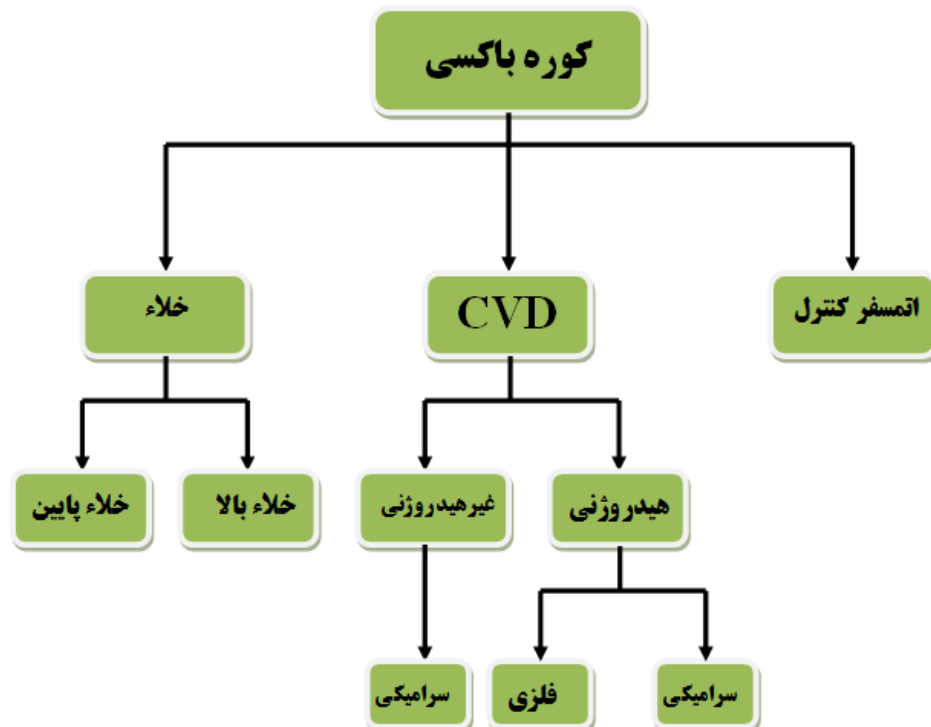 کوره باکسی
اتمسفر کنترل
CVD
خلاء
هیدروژنی
غیرهیدروژنی
خلاء بالا
خلاء پایین
سرامیکی
فلزی
سرامیکی